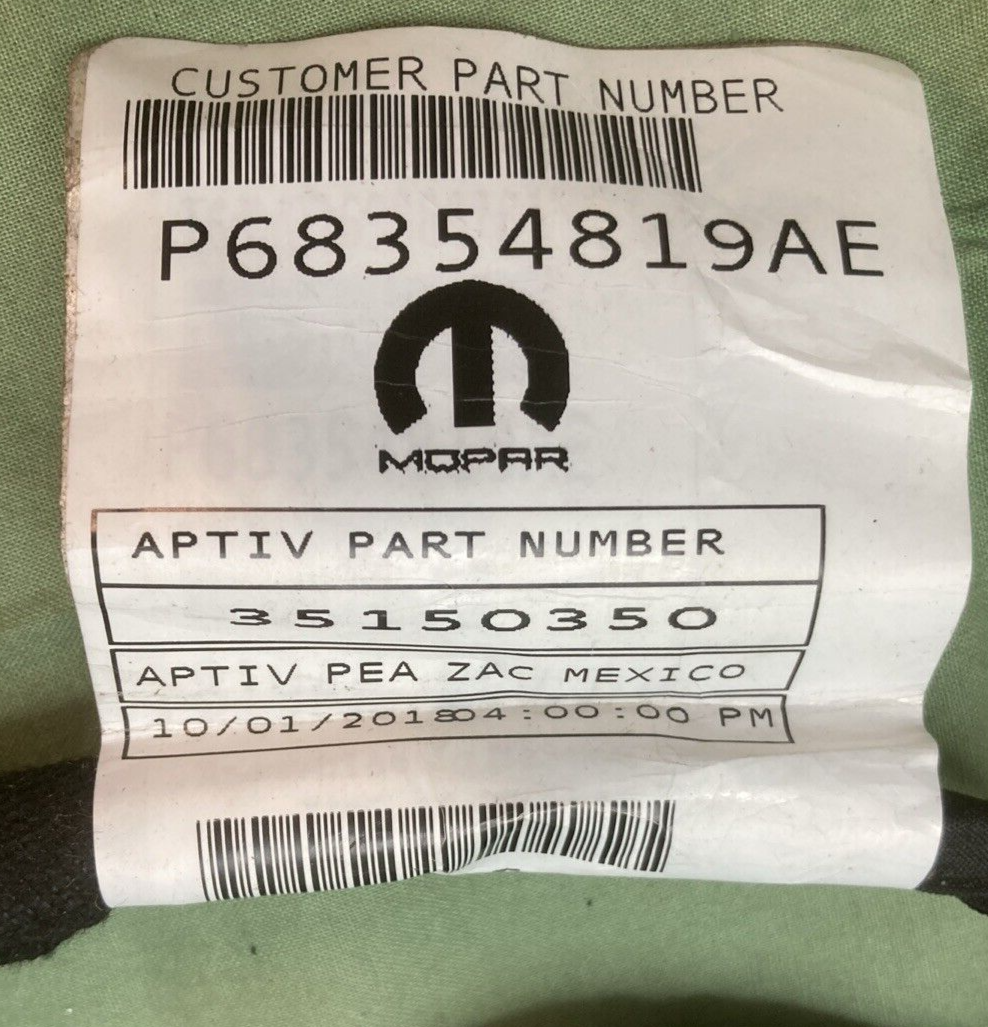 CUSTOMER PART NUMBER
P68354819AE
MOPAR
APTIV PART NUMBER
35150350
APTIV PEA ZAC MEXICO
10/01/201804:00:00 PM